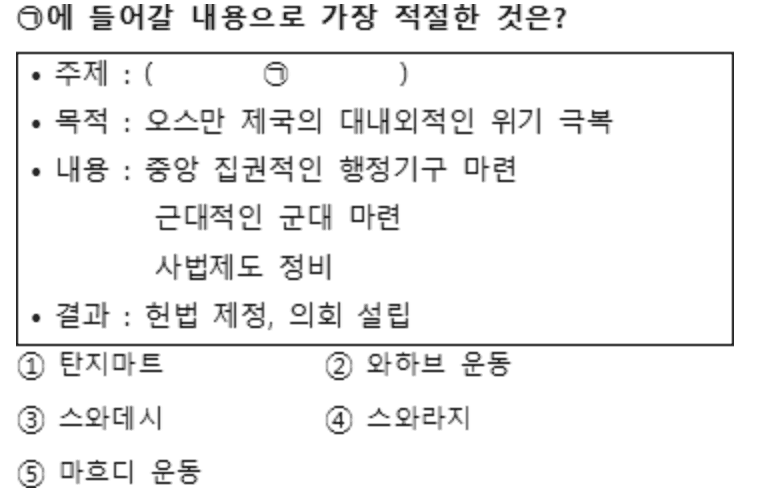 ㉠에 들어갈 내용으로 가장 적절한 것은?
• 주제 : ( ㉠ )
• 목적 : 오스만 제국의 대내외적인 위기 극복
• 내용 : 중앙 집권적인 행정기구 마련
근대적인 군대 마련
사법제도 정비
• 결과 : 헌법 제정, 의회 설립
① 탄지마트 ② 와하브 운동
③ 스와데시 ④ 스와라지
⑤ 마흐디 운동